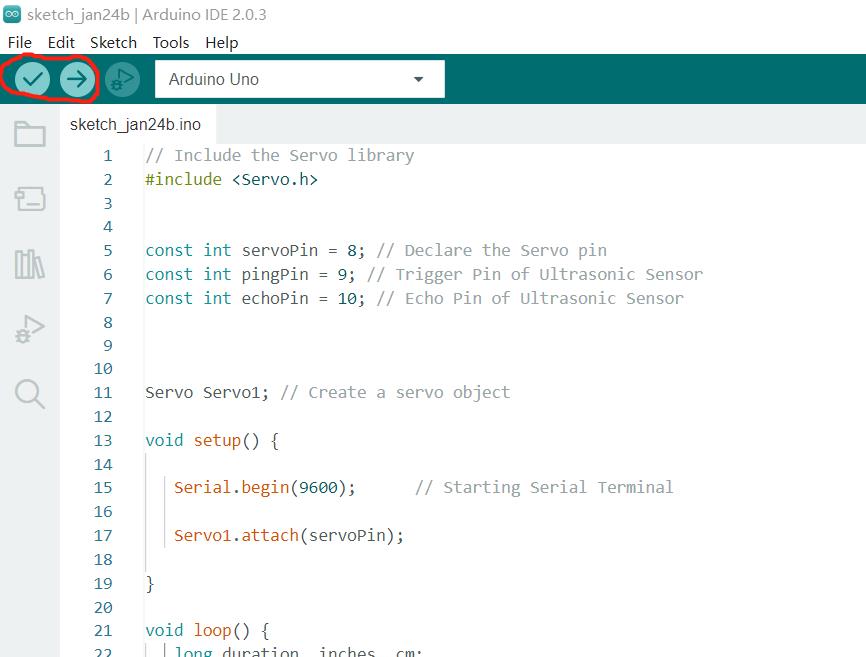 sketch_jan24b | Arduino IDE 2.0.3
File Edit Sketch Tools Help
Arduino Uno
sketch_jan24b.ino
1 // Include the Servo library
2 #include <Servo.h>
3
4
5 const int servoPin = 8; // Declare the Servo pin
6 const int pingPin = 9; // Trigger Pin of Ultrasonic Sensor
7 const int echoPin = 10; // Echo Pin of Ultrasonic Sensor
8
9
10
11 Servo Servo1; // Create a servo object
12
13 void setup() {
14
15 Serial.begin(9600); // Starting Serial Terminal
16
17 Servo1.attach(servoPin);
18
19 }
20
21 void loop() {
22 long duration, inches, cm;